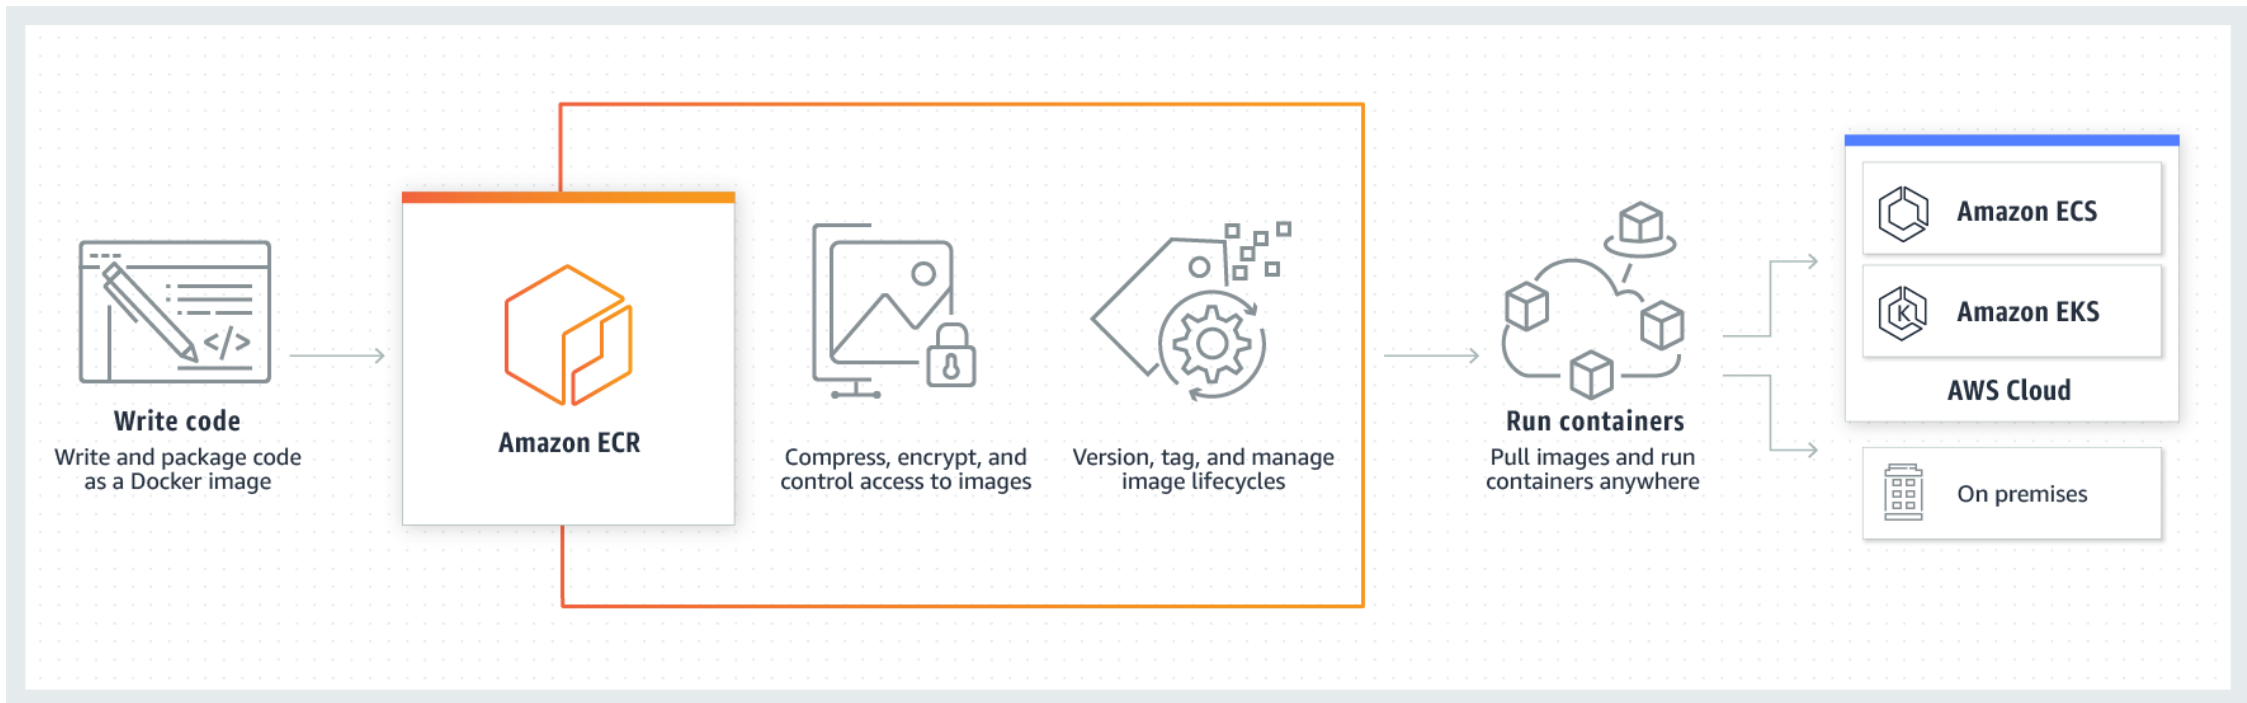 Write code
Write and package code
as a Docker image
</>
Amazon ECR
Compress, encrypt, and
control access to images
Version, tag, and manage
image lifecycles
Run containers
Pull images and run
containers anywhere
Amazon ECS
K
Amazon EKS
AWS Cloud
On premises